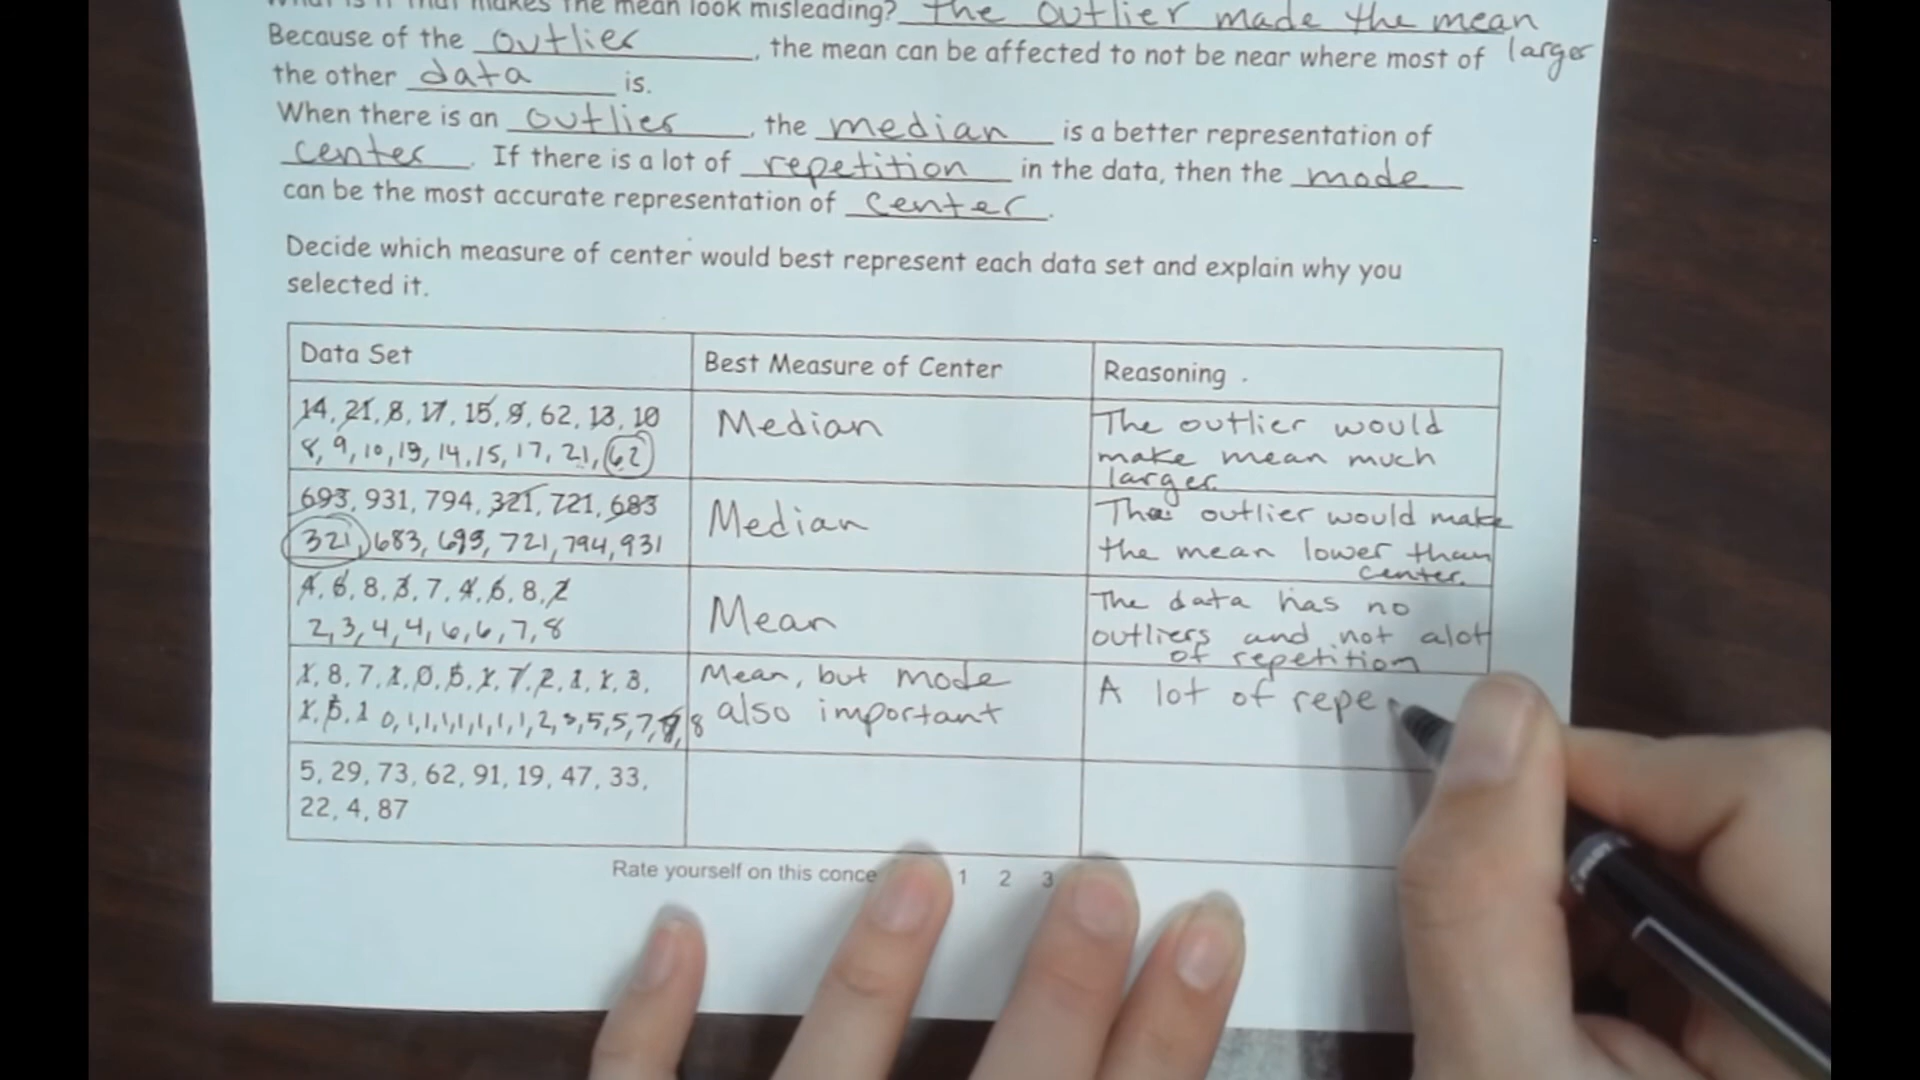 What is it that makes the mean look misleading? the outlier made the mean
larger
Because of the outlier, the mean can be affected to not be near where most of
the other data is.
When there is an outlier, the median is a better representation of
center. If there is a lot of repetition in the data, then the mode
can be the most accurate representation of center.
Decide which measure of center would best represent each data set and explain why you
selected it.
Data Set
Best Measure of Center
Reasoning .
14, 21, 8, 17, 15, 9, 62, 13, 10
8, 9, 10, 13, 14, 15, 17, 21, 62
Median
The outlier would
make mean much
larger.
693, 931, 794, 321, 721, 683
321, 683, 693, 721, 794, 931
Median
The outlier would make
the mean lower than
center.
4, 6, 8, 3, 7, 4, 6, 8, 2
2, 3, 4, 4, 6, 6, 7, 8
Mean
The data has no
outliers and not alot
of repetition
1, 8, 7, 1, 0, 5, 1, 7, 2, 1, 1, 3,
1, 5, 1
0, 1, 1, 1, 1, 1, 1, 1, 2, 3, 5, 5, 7, 8
Mean, but mode
also important
A lot of repe
5, 29, 73, 62, 91, 19, 47, 33,
22, 4, 87
Rate yourself on this conce 1 2 3